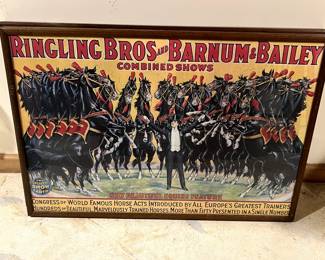 RINGLING BROS AND BARNUM & BAILEY
COMBINED SHOWS
CONGRESS OF WORLD FAMOUS HORSE ACTS INTRODUCED BY ALL EUROPE'S GREATEST TRAINERS
HUNDREDS OF BEAUTIFUL, MARVELOUSLY TRAINED HORSES. MORE THAN FIFTY PRESENTED IN A SINGLE NUMBER